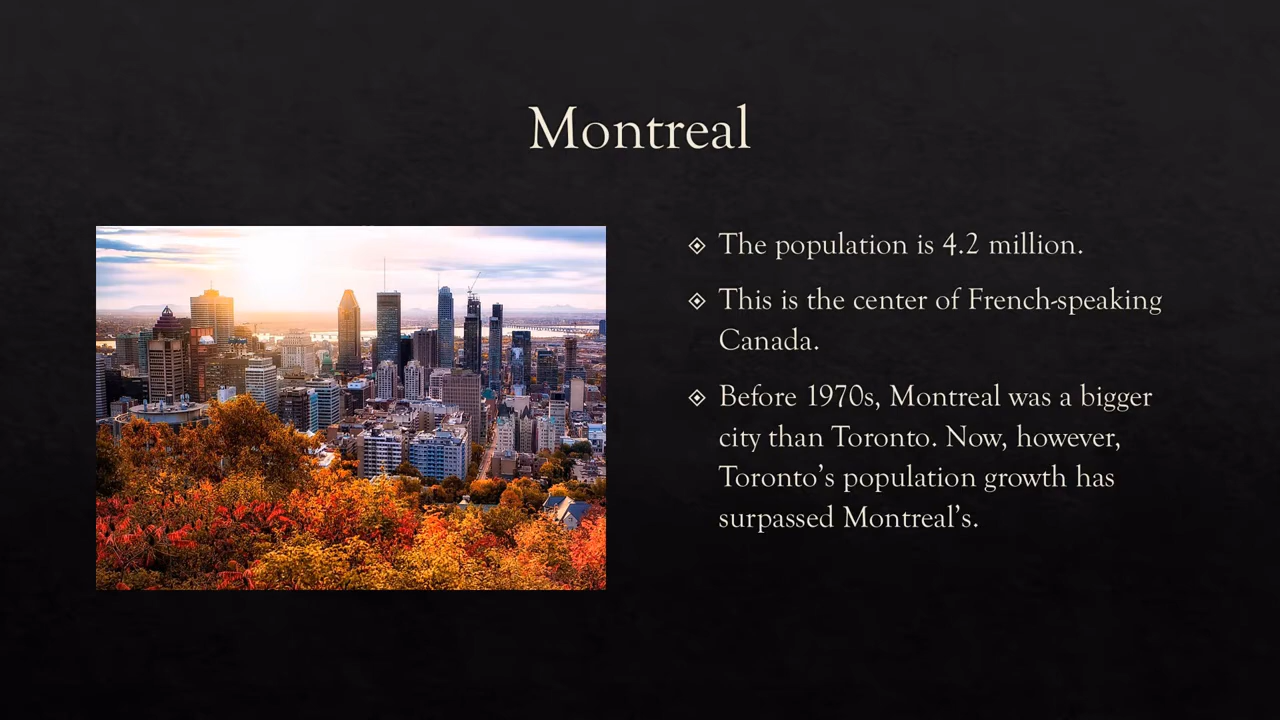 Montreal
The population is 4.2 million.
This is the center of French-speaking
Canada.
Before 1970s, Montreal was a bigger
city than Toronto. Now, however,
Toronto’s population growth has
surpassed Montreal’s.